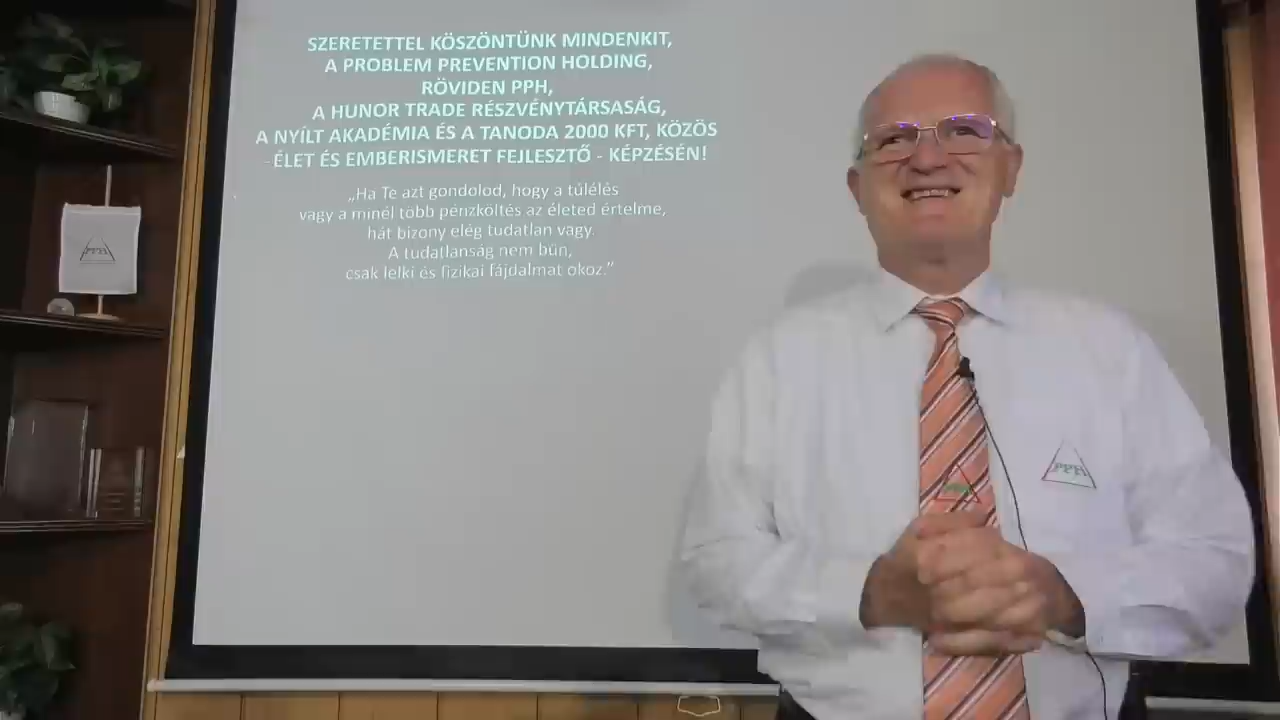 SZERETETTEL KÖSZÖNTÜNK MINDENKIT,
A PROBLEM PREVENTION HOLDING,
RÖVIDEN PPH,
A HUNOR TRADE RÉSZVÉNYTÁRSASÁG,
A NYÍLT AKADÉMIA ÉS A TANODA 2000 KFT, KÖZÖS
- ÉLET ÉS EMBERISMERET FEJLESZTŐ - KÉPZÉSÉN!
„Ha Te azt gondolod, hogy a túlélés
vagy a minél több pénzköltés az életed értelme,
hát bizony elég tudatlan vagy.
A tudatlanság nem bűn,
csak lelki és fizikai fájdalmat okoz.”
PPH
PPH